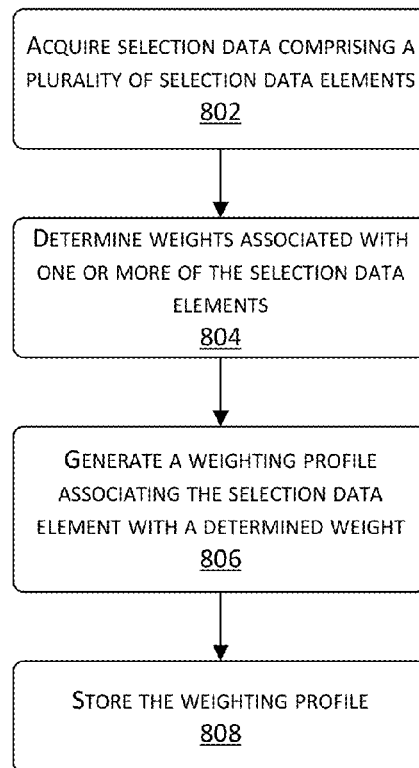 ACQUIRE SELECTION DATA COMPRISING A
PLURALITY OF SELECTION DATA ELEMENTS
802
DETERMINE WEIGHTS ASSOCIATED WITH
ONE OR MORE OF THE SELECTION DATA
ELEMENTS
804
GENERATE A WEIGHTING PROFILE
ASSOCIATING THE SELECTION DATA
ELEMENT WITH A DETERMINED WEIGHT
806
STORE THE WEIGHTING PROFILE
808